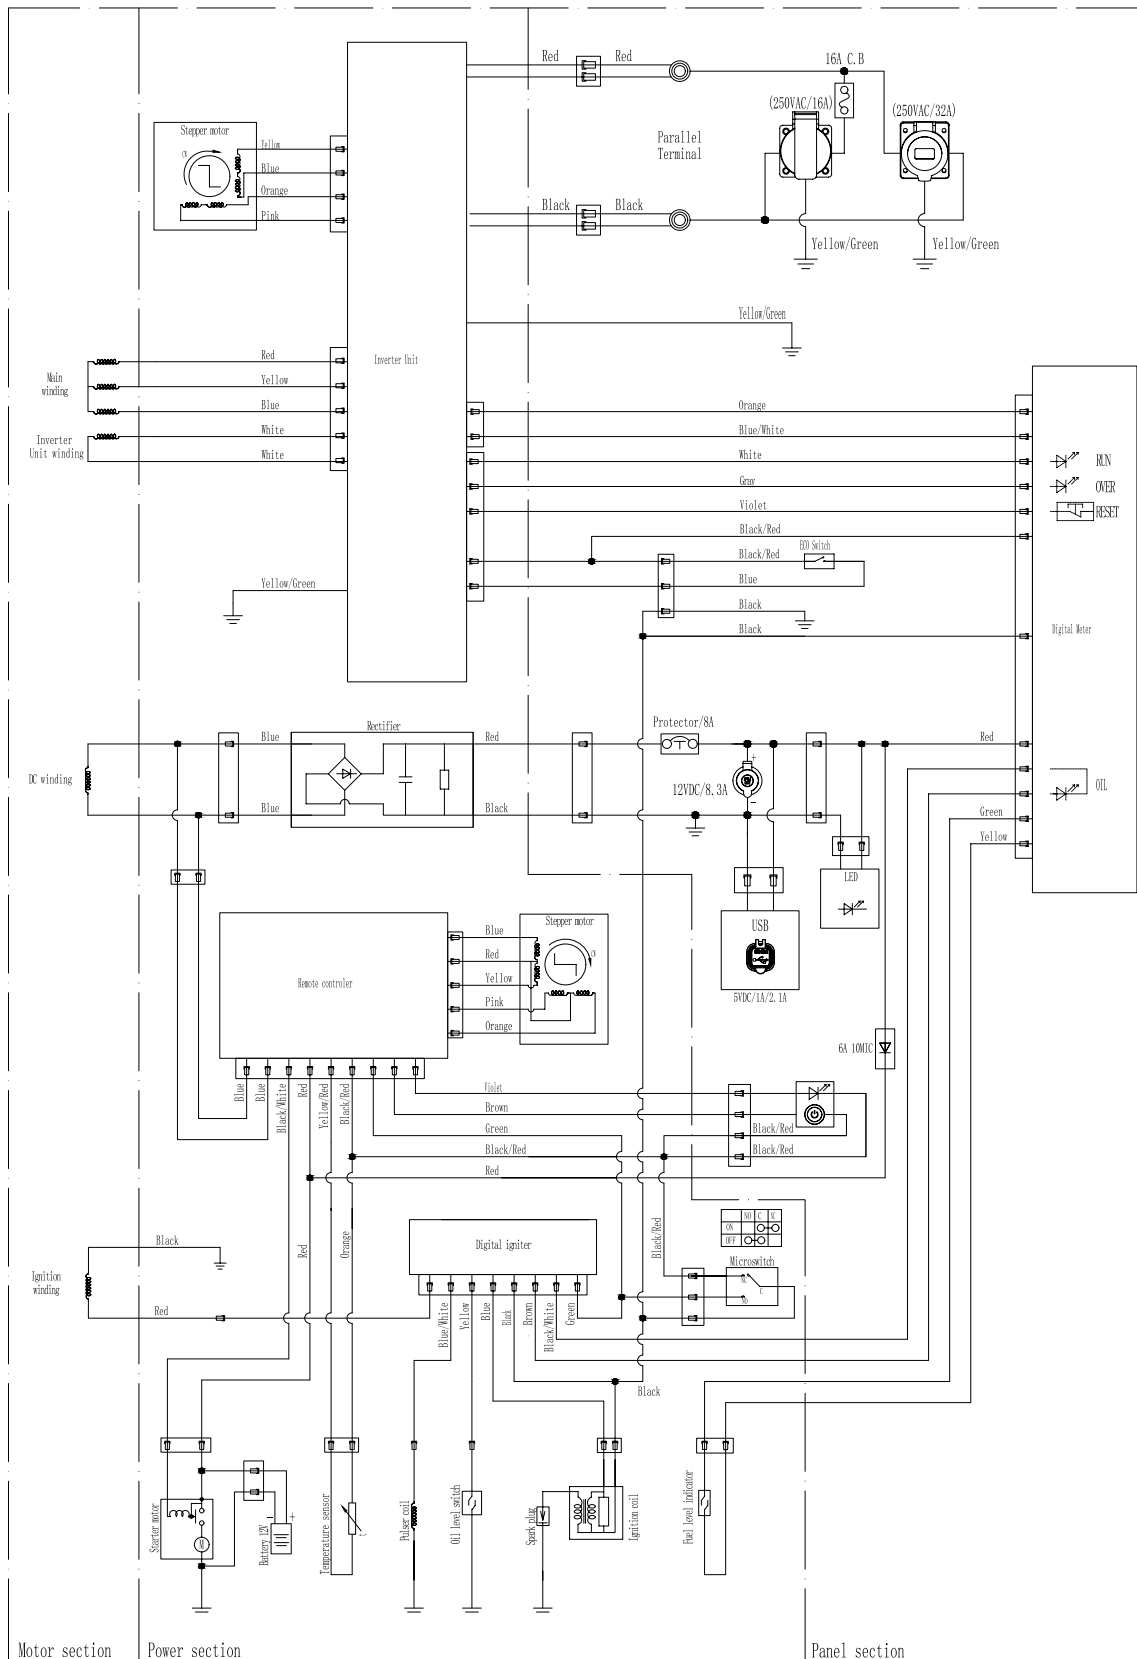 Red
Red
16A C.B
(250VAC/16A)
(250VAC/32A)
Stepper motor
CW
Yellow
Blue
Orange
Pink
Parallel
Terminal
Black
Black
Yellow/Green
Yellow/Green
Yellow/Green
Inverter Unit
Main
winding
Red
Yellow
Blue
Inverter
Unit winding
White
White
Orange
Blue/White
White
Gray
Violet
Black/Red
Black/Red
ECO Switch
Blue
Black
Black
RUN
OVER
RESET
Digital Meter
Yellow/Green
Rectifier
Blue
Blue
Red
Black
DC winding
Protector/8A
12VDC/8.3A
+
-
Red
OIL
Green
Yellow
LED
USB
5VDC/1A/2.1A
Remote controler
Blue
Red
Yellow
Pink
Orange
Stepper motor
CW
6A 10MIC
Blue
Blue
Black/White
Red
Yellow/Red
Black/Red
Violet
Brown
Green
Black/Red
Red
Black/Red
Black/Red
NO C NC
ON
OFF
Microswitch
NC
C
NO
Black/Red
Black
Ignition
winding
Red
Red
Orange
Digital igniter
Blue/White
Yellow
Blue
Black
Brown
Black/White
Green
Black
Starter motor
M
Battery 12V
- +
Temperature sensor
Pulser coil
Oil level switch
Spark plug
Ignition coil
Fuel level indicator
Motor section
Power section
Panel section